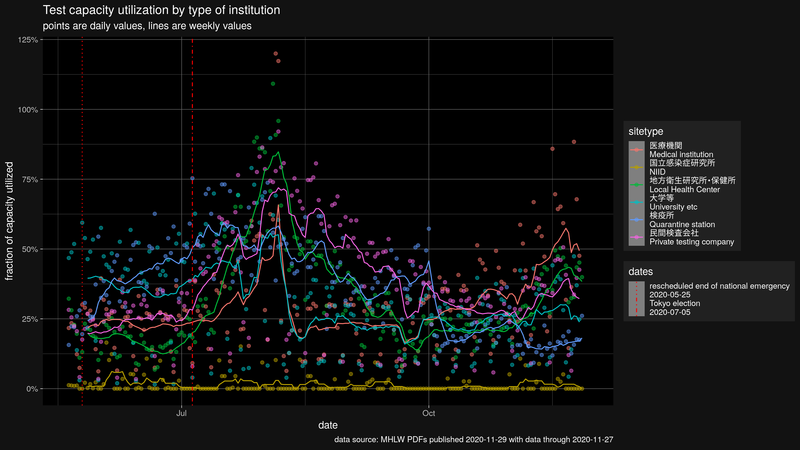 Test capacity utilization by type of institution
points are daily values, lines are weekly values
fraction of capacity utilized
125%
100%
75%
50%
25%
0%
Jul
Oct
date
sitetype
医療機関
Medical institution
国立感染症研究所
NIID
地方衛生研究所・保健所
Local Health Center
大学等
University etc
検疫所
Quarantine station
民間検査会社
Private testing company
dates
rescheduled end of national emergency
2020-05-25
Tokyo election
2020-07-05
data source: MHLW PDFs published 2020-11-29 with data through 2020-11-27